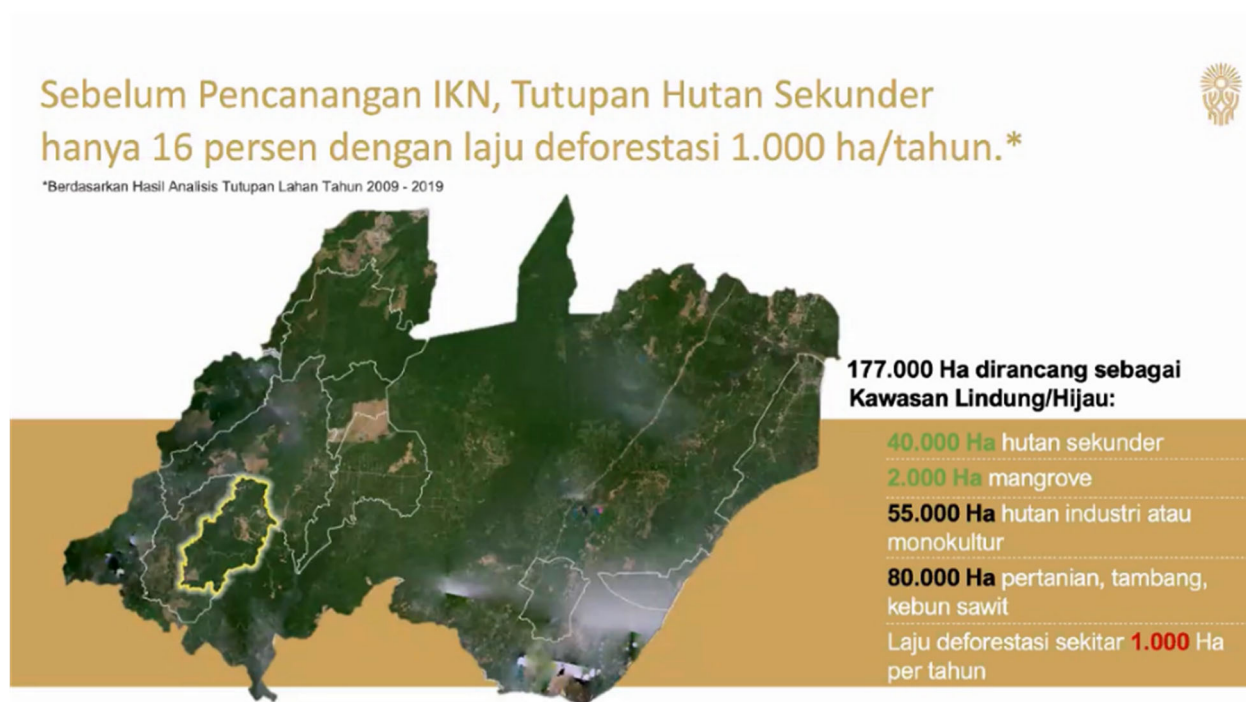 Sebelum Pencanangan IKN, Tutupan Hutan Sekunder
hanya 16 persen dengan laju deforestasi 1.000 ha/tahun.*
*Berdasarkan Hasil Analisis Tutupan Lahan Tahun 2009 - 2019
177.000 Ha dirancang sebagai
Kawasan Lindung/Hijau:
40.000 Ha hutan sekunder
2.000 Ha mangrove
55.000 Ha hutan industri atau
monokultur
80.000 Ha pertanian, tambang,
kebun sawit
Laju deforestasi sekitar 1.000 Ha
per tahun